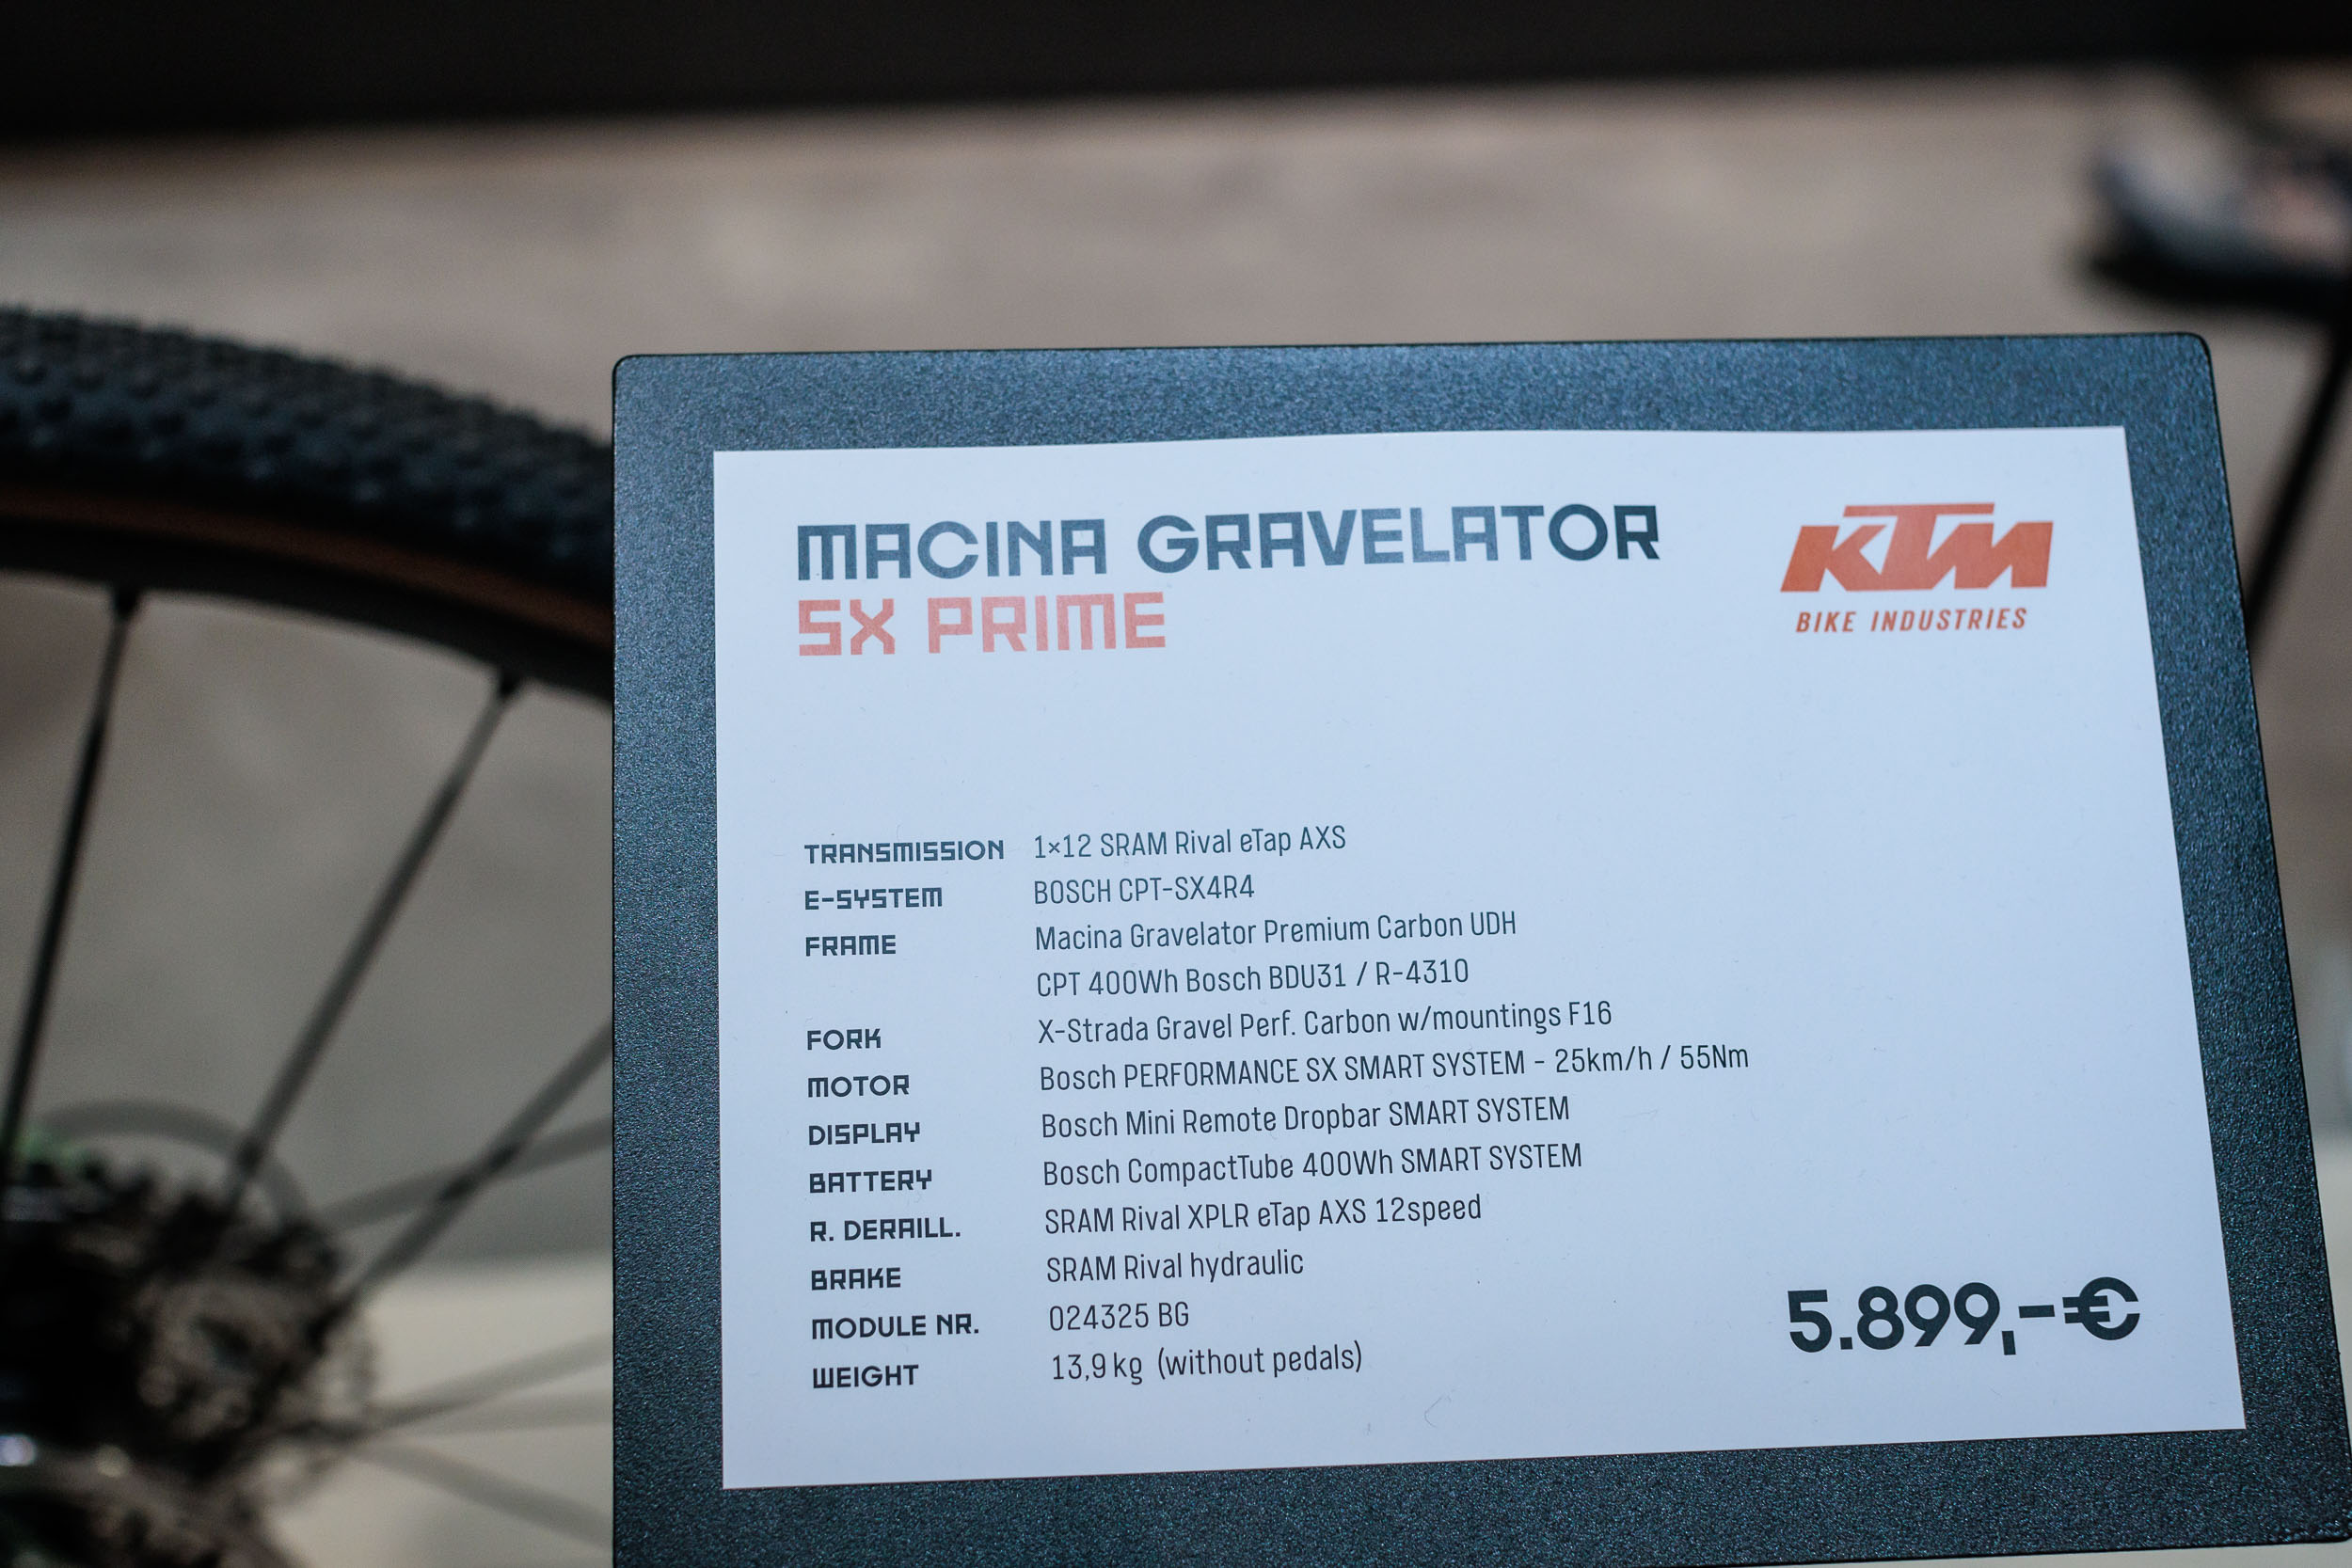 MACINA GRAVELATOR
SX PRIME
KTM
BIKE INDUSTRIES
TRANSMISSION 1×12 SRAM Rival eTap AXS
E-SYSTEM BOSCH CPT-SX4R4
FRAME Macina Gravelator Premium Carbon UDH
CPT 400Wh Bosch BDU31 / R-4310
FORK X-Strada Gravel Perf. Carbon w/mountings F16
MOTOR Bosch PERFORMANCE SX SMART SYSTEM - 25km/h / 55Nm
DISPLAY Bosch Mini Remote Dropbar SMART SYSTEM
BATTERY Bosch CompactTube 400Wh SMART SYSTEM
R. DERAILL. SRAM Rival XPLR eTap AXS 12speed
BRAKE SRAM Rival hydraulic
MODULE NR. 024325 BG
WEIGHT 13,9 kg (without pedals)
5.899,-€